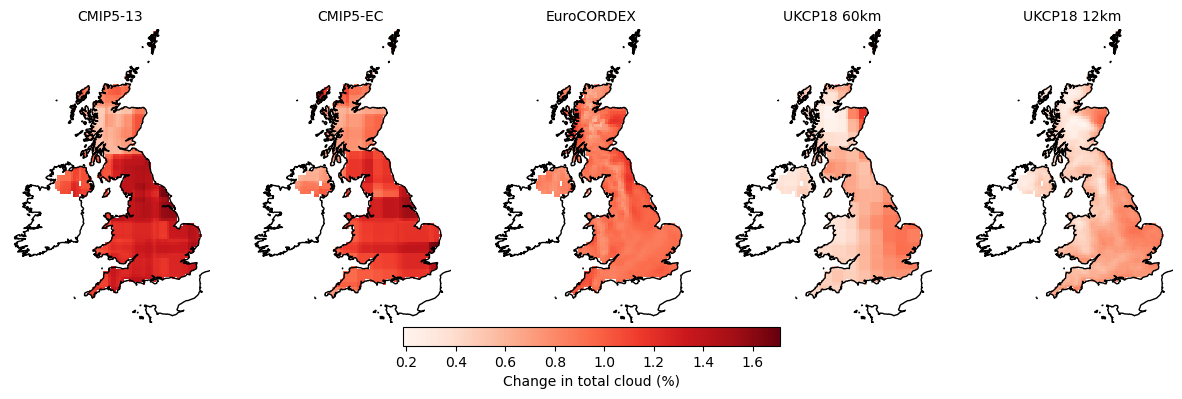 CMIP5-13 CMIP5-EC EuroCORDEX UKCP18 60km UKCP18 12km
0.2 0.4 0.6 0.8 1.0 1.2 1.4 1.6
Change in total cloud (%)